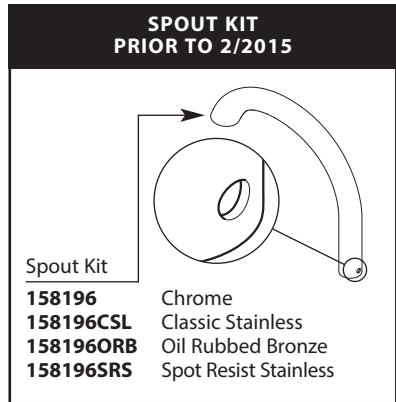 SPOUT KIT
PRIOR TO 2/2015
Spout Kit
158196 Chrome
158196CSL Classic Stainless
158196ORB Oil Rubbed Bronze
158196SRS Spot Resist Stainless